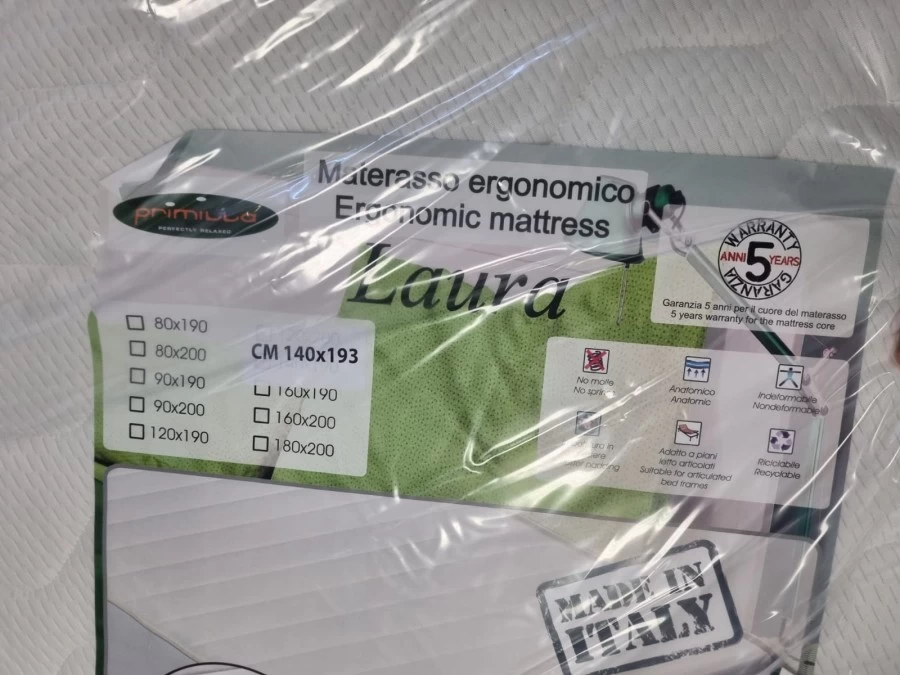 Materasso ergonomico
Ergonomic mattress
primilla
PERFECTLY RELAXED
Laura
WARRANTY
ANNI 5 YEARS
GARANZIA
Garanzia 5 anni per il cuore del materasso
5 years warranty for the mattress core
80x190
80x200
90x190
90x200
120x190
CM 140x193
160x190
160x200
180x200
No molle
No
Anatomico
Anatomic
Indeformabile
Nondeformable
Adatto a piani
letto articolati
Suitable for articulated
bed frames
Riciclabile
Recyclable
MADE IN
ITALY